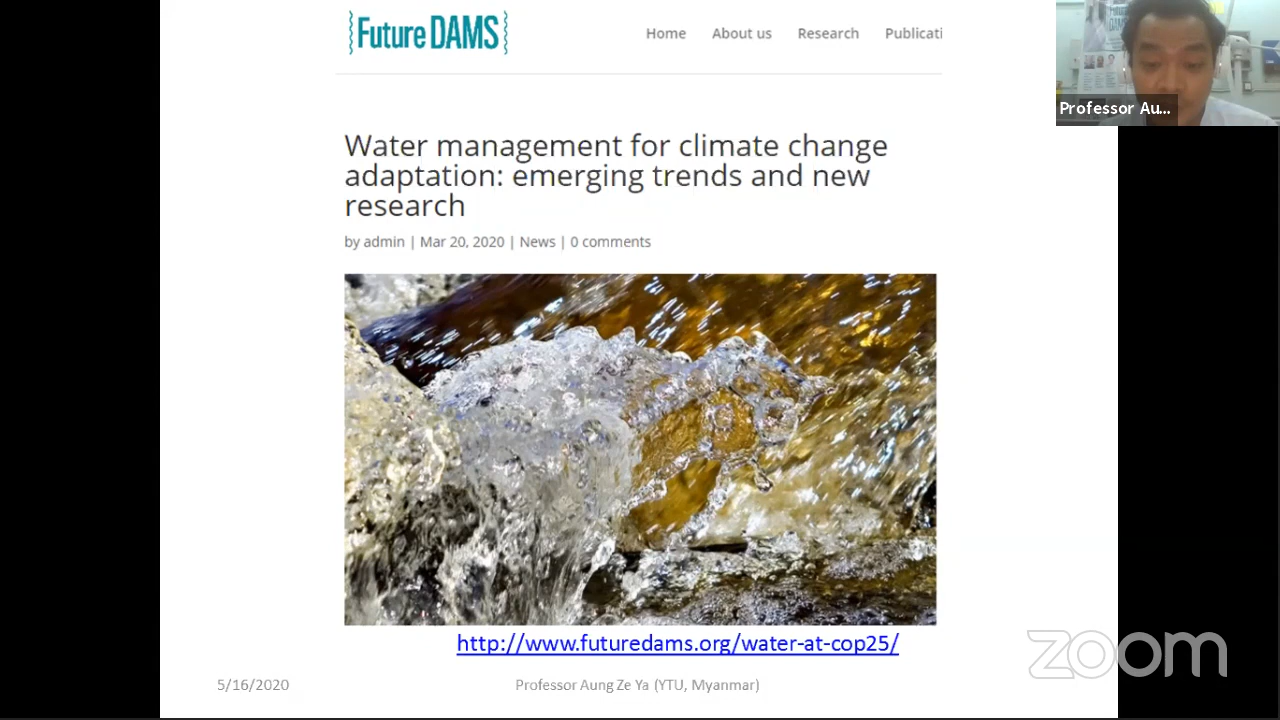 Future DAMS
Home About us Research Publicati
Professor Au...
Water management for climate change
adaptation: emerging trends and new
research
by admin | Mar 20, 2020 | News | 0 comments
http://www.futuredams.org/water-at-cop25/
zoom
5/16/2020 Professor Aung Ze Ya (YTU, Myanmar)